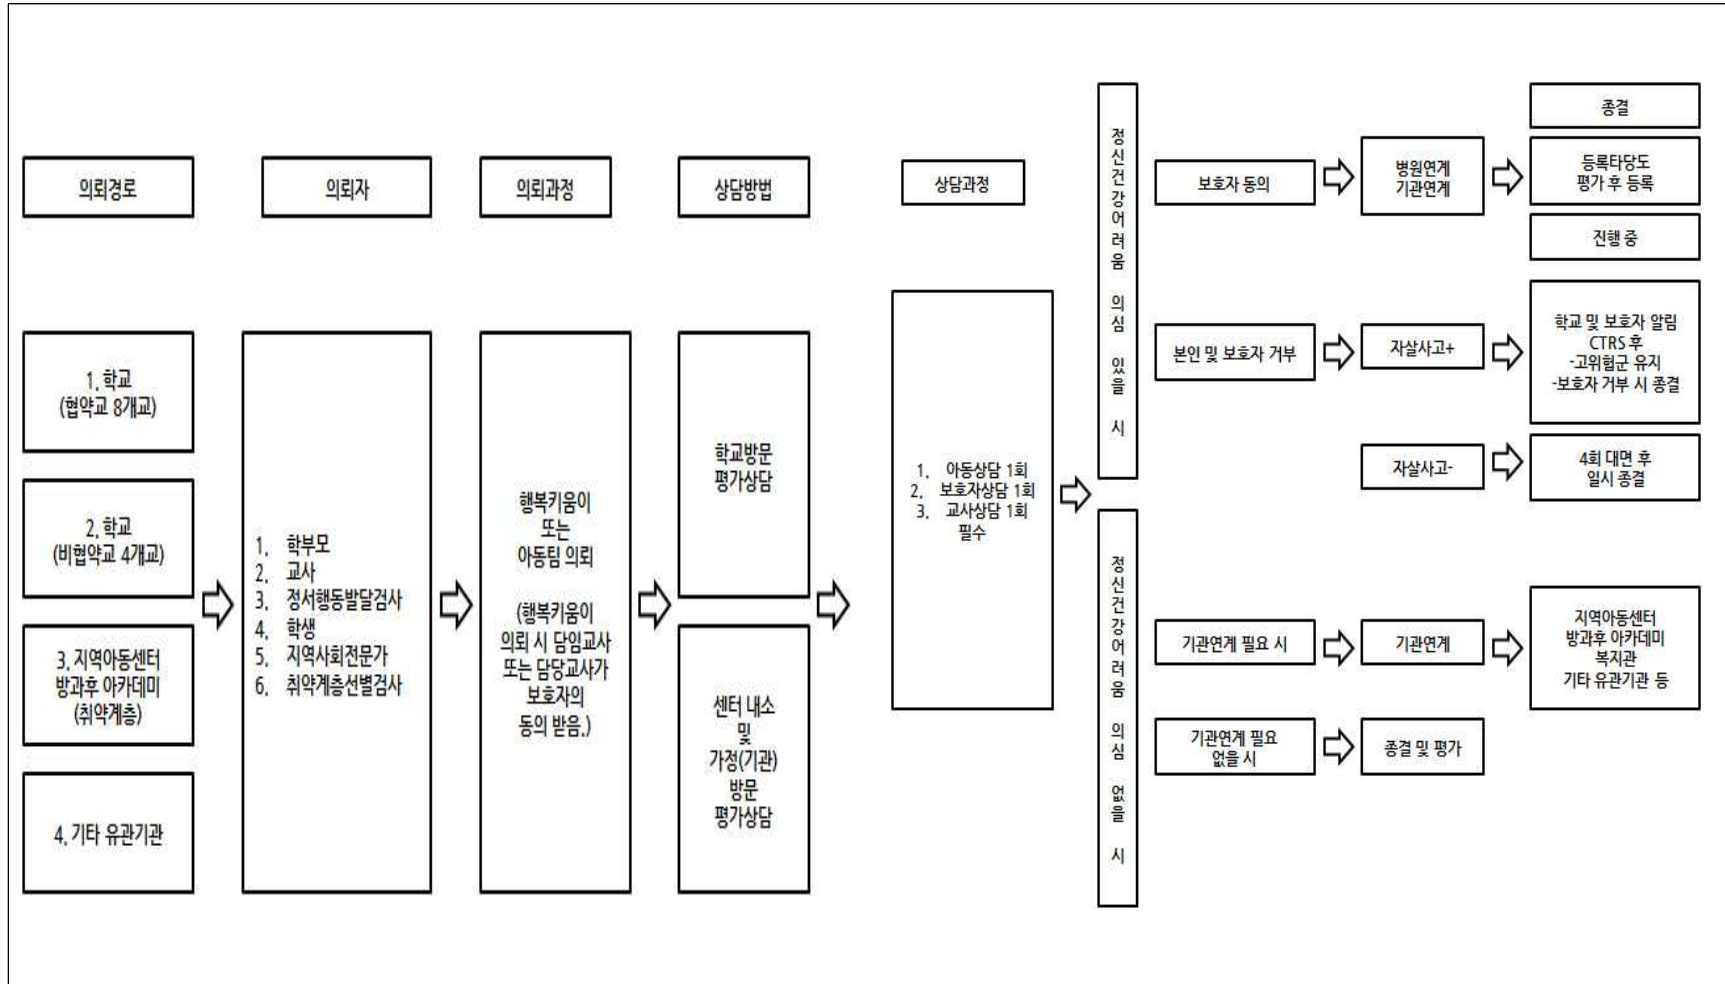 의뢰경로
의뢰자
의뢰과정
상담방법
상담과정
1. 학교
(협약교 8개교)
2. 학교
(비협약교 4개교)
3. 지역아동센터
방과후 아카데미
(취약계층)
4. 기타 유관기관
1. 학부모
2. 교사
3. 정서행동발달검사
4. 학생
5. 지역사회전문가
6. 취약계층선별검사
행복키움이
또는
아동팀 의뢰
(행복키움이
의뢰 시 담임교사
또는 담당교사가
보호자의
동의 받음.)
학교방문
평가상담
센터 내소
및
가정(기관)
방문
평가상담
1. 아동상담 1회
2. 보호자상담 1회
3. 교사상담 1회
필수
정신건강어려움 의심 있을 시
보호자 동의
병원연계
기관연계
종결
등록타당도
평가 후 등록
진행 중
본인 및 보호자 거부
자살사고+
학교 및 보호자 알림
CTRS 후
-고위험군 유지
-보호자 거부 시 종결
자살사고-
4회 대면 후
일시 종결
정신건강어려움 의심 없을 시
기관연계 필요 시
기관연계
지역아동센터
방과후 아카데미
복지관
기타 유관기관 등
기관연계 필요
없을 시
종결 및 평가